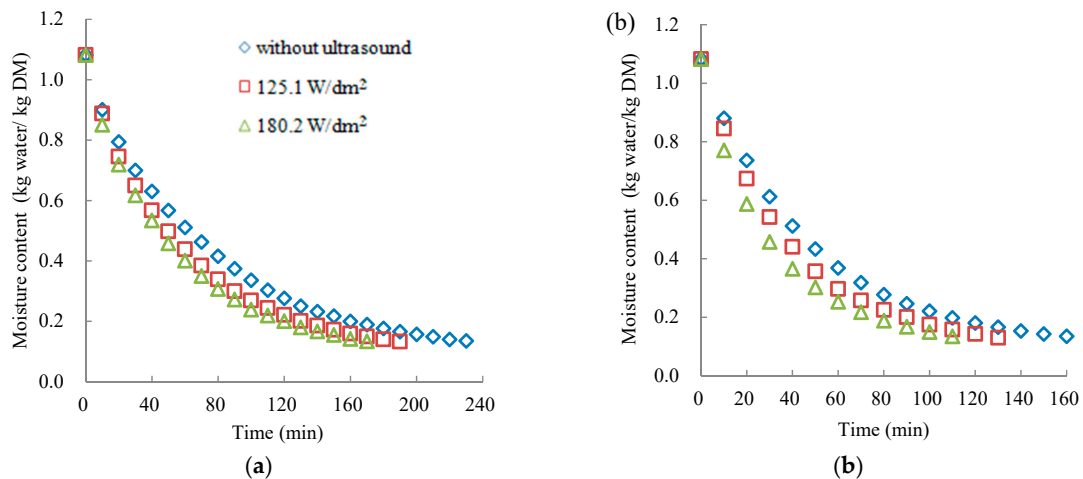 1.2
1.0
0.8
0.6
0.4
0.2
0.0
Moisture content (kg water/ kg DM)
without ultrasound
125.1 W/dm²
180.2 W/dm²
0 40 80 120 160 200 240
Time (min)
(a)
(b)
1.2
1.0
0.8
0.6
0.4
0.2
0.0
Moisture content (kg water/kg DM)
0 20 40 60 80 100 120 140 160
Time (min)
(b)